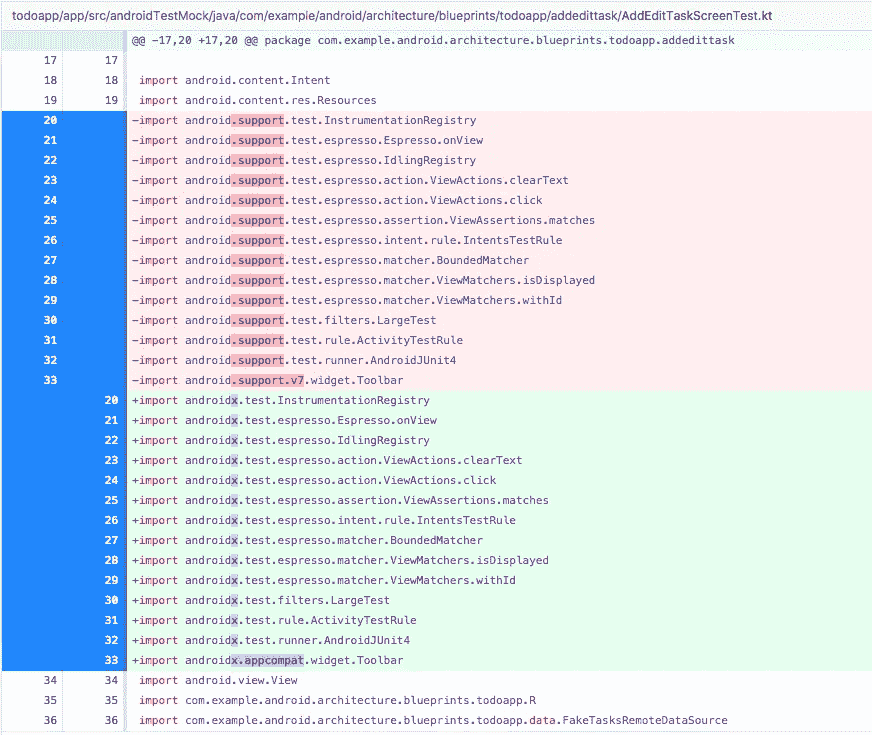 todoapp/app/src/androidTestMock/java/com/example/android/architecture/blueprints/todoapp/addedittask/AddEditTaskScreenTest.kt
@@ -17,20 +17,20 @@ package com.example.android.architecture.blueprints.todoapp.addedittask
17 17
18 18 import android.content.Intent
19 19 import android.content.res.Resources
20 -import android.support.test.InstrumentationRegistry
21 -import android.support.test.espresso.Espresso.onView
22 -import android.support.test.espresso.IdlingRegistry
23 -import android.support.test.espresso.action.ViewActions.clearText
24 -import android.support.test.espresso.action.ViewActions.click
25 -import android.support.test.espresso.assertion.ViewAssertions.matches
26 -import android.support.test.espresso.intent.rule.IntentsTestRule
27 -import android.support.test.espresso.matcher.BoundedMatcher
28 -import android.support.test.espresso.matcher.ViewMatchers.isDisplayed
29 -import android.support.test.espresso.matcher.ViewMatchers.withId
30 -import android.support.test.filters.LargeTest
31 -import android.support.test.rule.ActivityTestRule
32 -import android.support.test.runner.AndroidJUnit4
33 -import android.support.v7.widget.Toolbar
20 +import androidx.test.InstrumentationRegistry
21 +import androidx.test.espresso.Espresso.onView
22 +import androidx.test.espresso.IdlingRegistry
23 +import androidx.test.espresso.action.ViewActions.clearText
24 +import androidx.test.espresso.action.ViewActions.click
25 +import androidx.test.espresso.assertion.ViewAssertions.matches
26 +import androidx.test.espresso.intent.rule.IntentsTestRule
27 +import androidx.test.espresso.matcher.BoundedMatcher
28 +import androidx.test.espresso.matcher.ViewMatchers.isDisplayed
29 +import androidx.test.espresso.matcher.ViewMatchers.withId
30 +import androidx.test.filters.LargeTest
31 +import androidx.test.rule.ActivityTestRule
32 +import androidx.test.runner.AndroidJUnit4
33 +import androidx.appcompat.widget.Toolbar
34 34 import android.view.View
35 35 import com.example.android.architecture.blueprints.todoapp.R
36 36 import com.example.android.architecture.blueprints.todoapp.data.FakeTasksRemoteDataSource